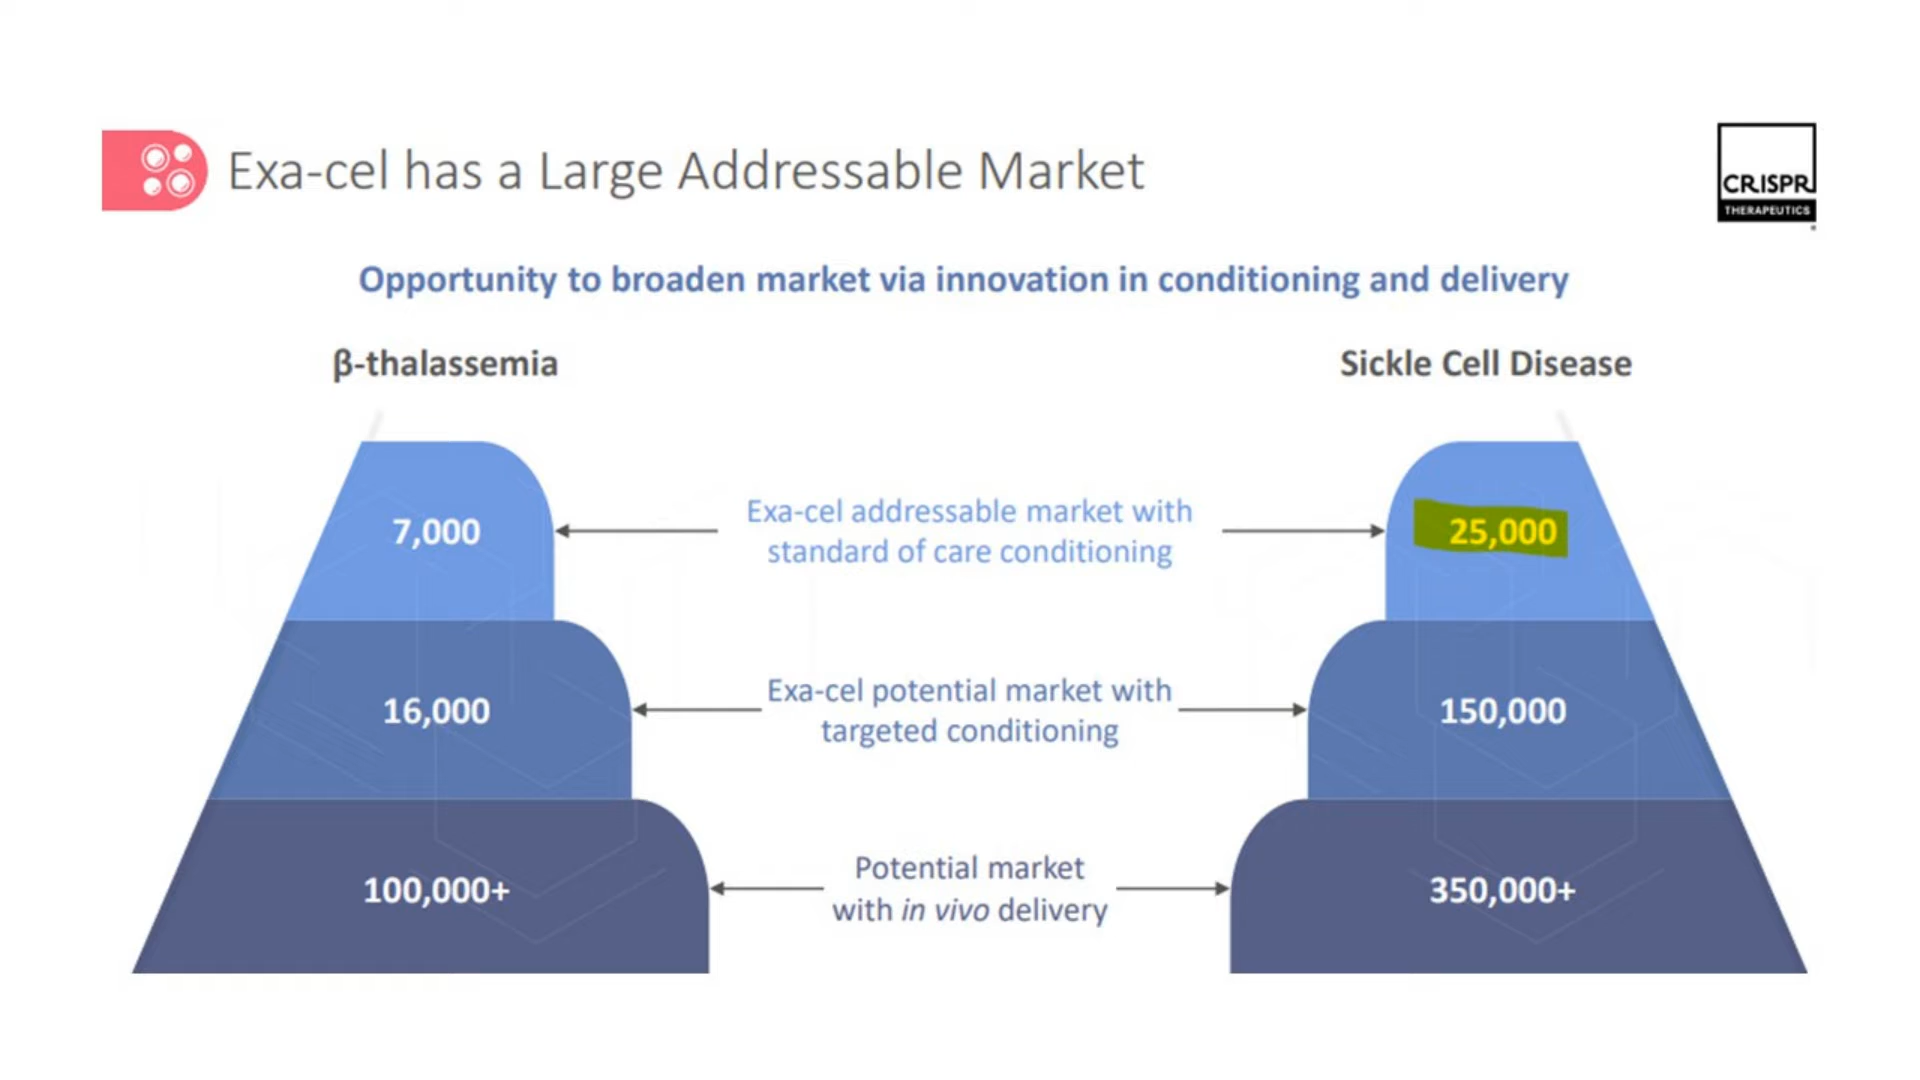 Exa-cel has a Large Addressable Market
CRISPR
THERAPEUTICS
Opportunity to broaden market via innovation in conditioning and delivery
β-thalassemia
Sickle Cell Disease
7,000
Exa-cel addressable market with
standard of care conditioning
25,000
16,000
Exa-cel potential market with
targeted conditioning
150,000
100,000+
Potential market
with in vivo delivery
350,000+